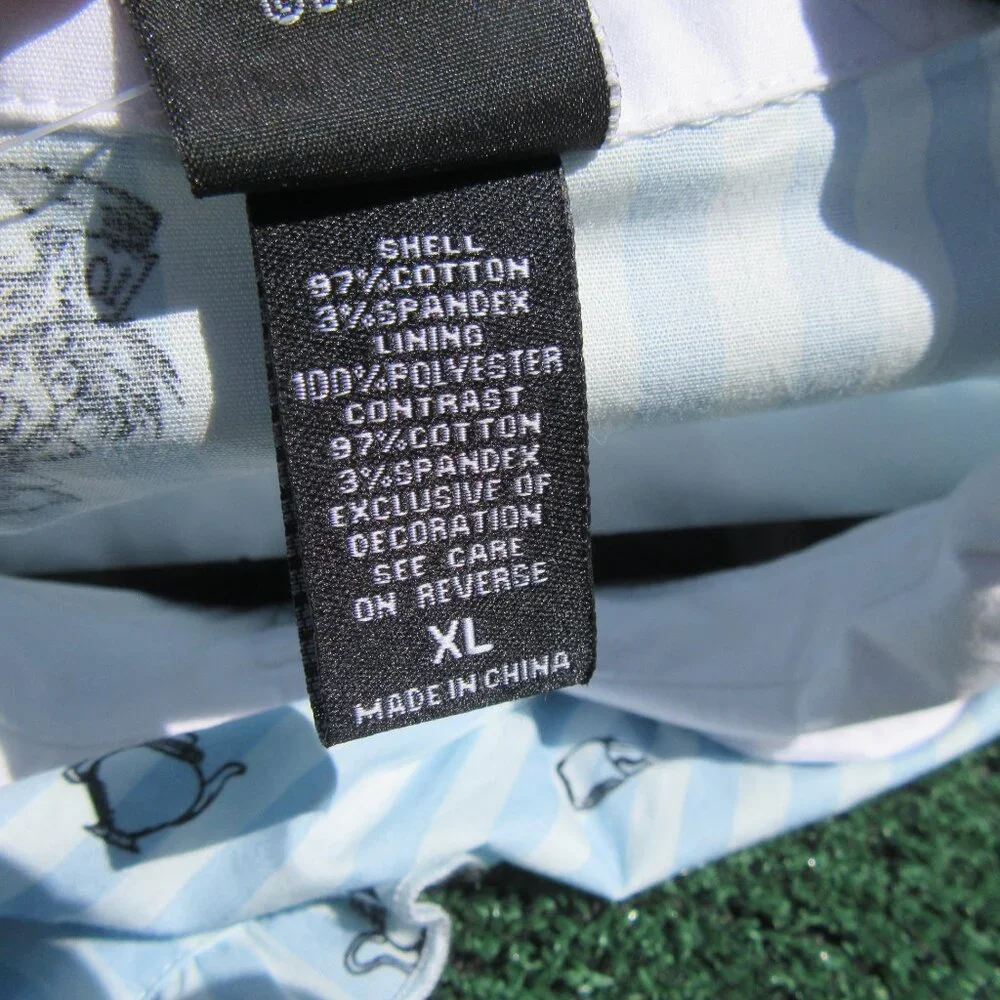 SHELL
97%COTTON
3%SPANDEX
LINING
100%POLYESTER
CONTRAST
97%COTTON
3%SPANDEX
EXCLUSIVE OF
DECORATION
SEE CARE
ON REVERSE
XL
MADE IN CHINA